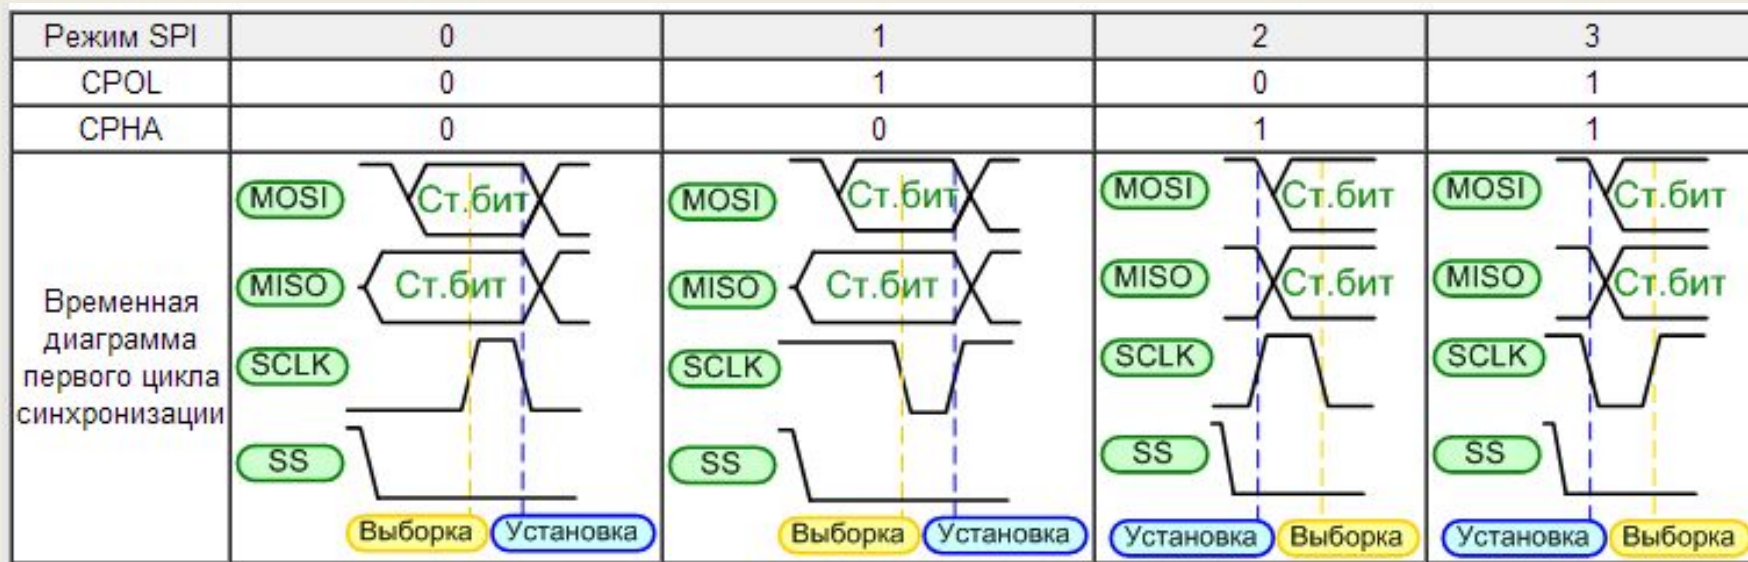 Режим SPI 0 1 2 3
CPOL 0 1 0 1
CPHA 0 0 1 1
Временная
диаграмма
первого цикла
синхронизации
MOSI Ст.бит
MISO Ст.бит
SCLK
SS
Выборка Установка
MOSI Ст.бит
MISO Ст.бит
SCLK
SS
Выборка Установка
MOSI Ст.бит
MISO Ст.бит
SCLK
SS
Установка Выборка
MOSI Ст.бит
MISO Ст.бит
SCLK
SS
Установка Выборка